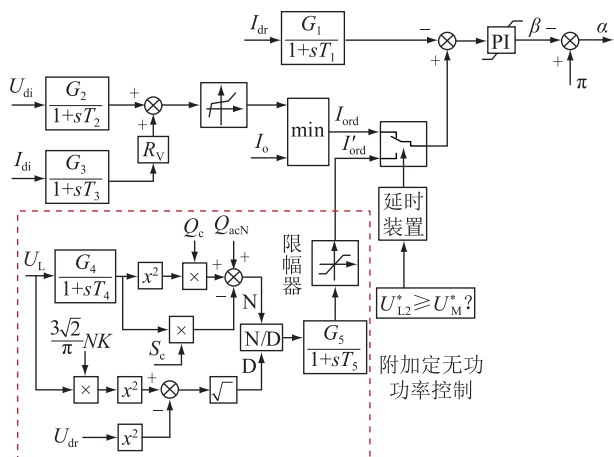 I_dr
G_1
1+sT_1
−
+
PI
β
−
+
α
π
U_di
G_2
1+sT_2
+
+
R_V
I_di
G_3
1+sT_3
min
I_o
I_ord
I'_ord
延时
装置
U*_L2≥U*_M?
附加定无功
功率控制
限
幅
器
Q_c
Q_acN
U_L
G_4
1+sT_4
x²
×
+
+
−
N
S_c
×
N/D
D
G_5
1+sT_5
3√2/π NK
×
x²
+
−
√
U_dr
x²